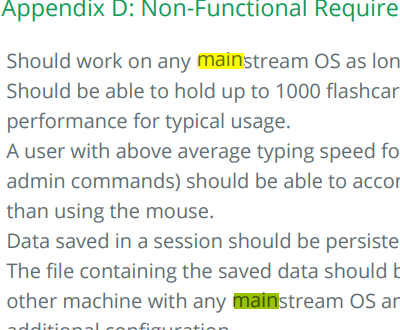 Appendix D: Non-Functional Require
Should work on any mainstream OS as lon
Should be able to hold up to 1000 flashcar
performance for typical usage.
A user with above average typing speed fo
admin commands) should be able to accor
than using the mouse.
Data saved in a session should be persiste
The file containing the saved data should b
other machine with any mainstream OS an
additional configuration.